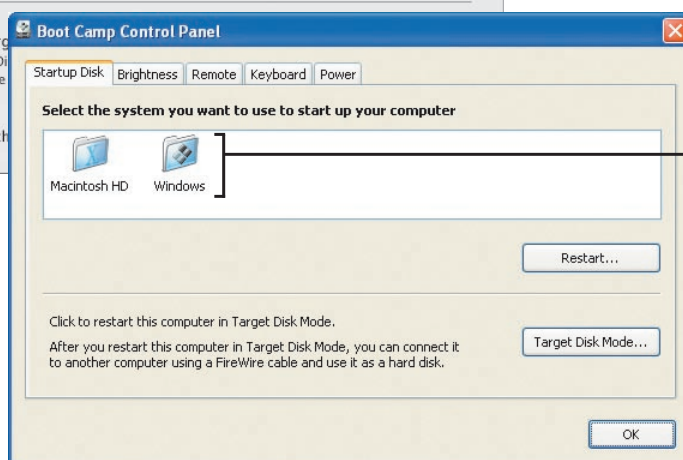 Boot Camp Control Panel
Startup Disk Brightness Remote Keyboard Power
Select the system you want to use to start up your computer
Macintosh HD Windows
Restart...
Click to restart this computer in Target Disk Mode.
After you restart this computer in Target Disk Mode, you can connect it
to another computer using a FireWire cable and use it as a hard disk.
Target Disk Mode...
OK